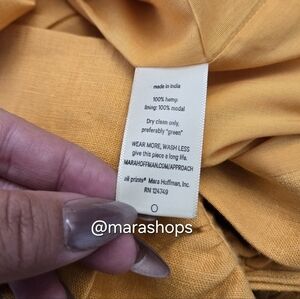 made in india
100% hemp
lining: 100% modal
Dry clean only,
preferably "green"
WEAR MORE, WASH LESS
give this piece a long life.
MARAHOFFMAN.COM/APPROACH
all prints® Mara Hoffman, Inc.
RN 124749
O
@marashops